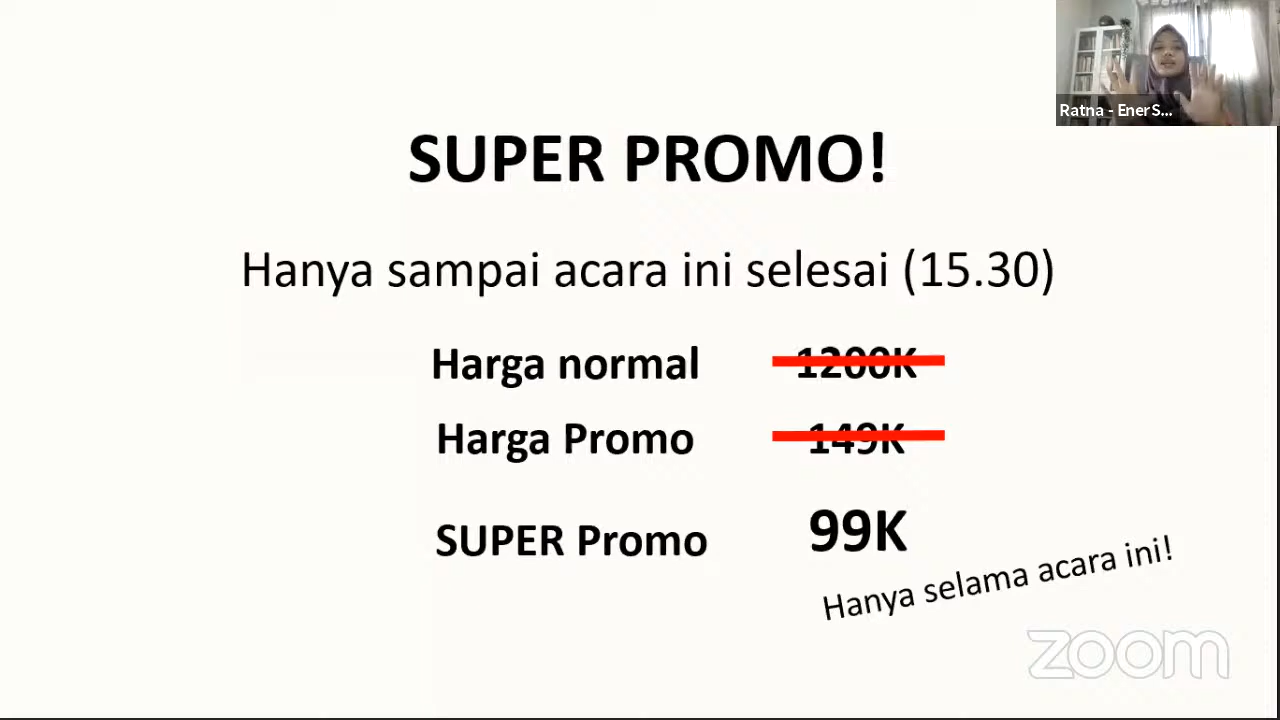 Ratna - EnerS...
SUPER PROMO!
Hanya sampai acara ini selesai (15.30)
Harga normal 1200K
Harga Promo 149K
SUPER Promo 99K
Hanya selama acara ini!
zoom